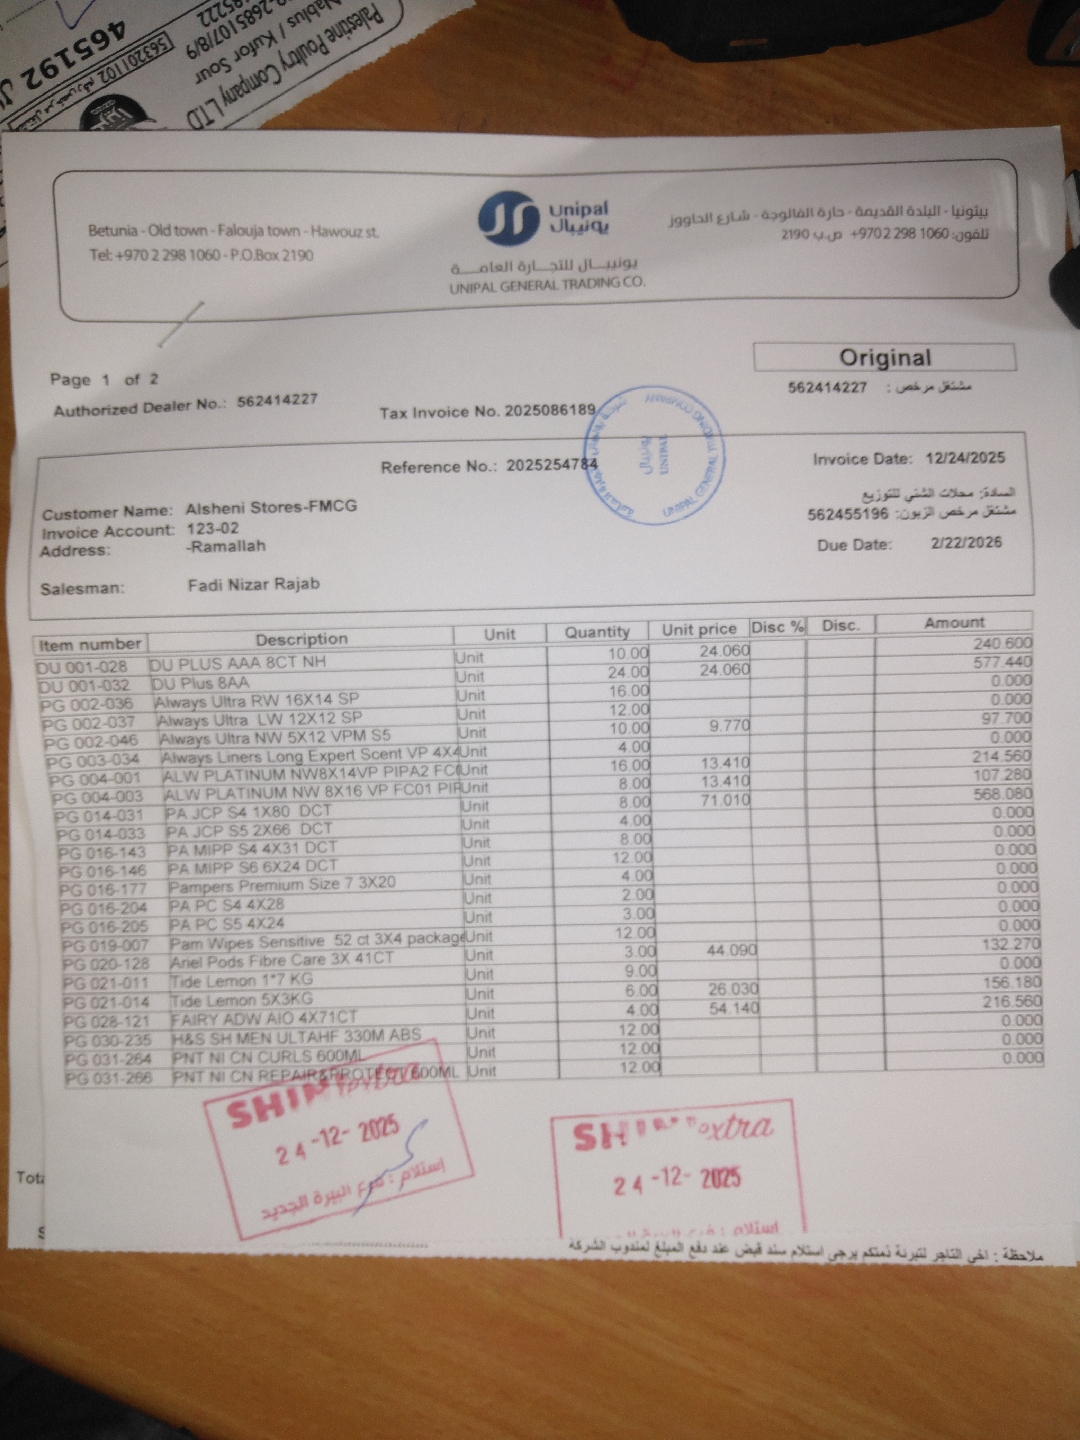 465192
563201102
Palestine Poultry Company LTD
Nablus / Kufor Sour
Betunia - Old town - Falouja town - Hawouz st.
Tel: +970 2 298 1060 - P.O.Box 2190
Unipal
يونيبال
يونيبال للتجارة العامة
UNIPAL GENERAL TRADING CO.
بيتونيا - البلدة القديمة - حارة الفالوجة - شارع الحاووز
تلفون: 1060 298 2 970+ ص.ب 2190
Original
Page 1 of 2
مشتغل مرخص : 562414227
Authorized Dealer No.: 562414227
Tax Invoice No. 2025086189
يونيبال
UNIPAL
UNIPAL GENERAL
Reference No.: 2025254784
Invoice Date: 12/24/2025
السادة: محلات الشني للتوزيع
Customer Name: Alsheni Stores-FMCG
مشتغل مرخص الزبون: 562455196
Invoice Account: 123-02
Address: -Ramallah
Due Date: 2/22/2026
Salesman: Fadi Nizar Rajab
Item number Description Unit Quantity Unit price Disc % Disc. Amount
DU 001-028 DU PLUS AAA 8CT NH Unit 10.00 24.060 240.600
DU 001-032 DU Plus 8AA Unit 24.00 24.060 577.440
PG 002-036 Always Ultra RW 16X14 SP Unit 16.00 0.000
PG 002-037 Always Ultra LW 12X12 SP Unit 12.00 0.000
PG 002-046 Always Ultra NW 5X12 VPM S5 Unit 10.00 9.770 97.700
PG 003-034 Always Liners Long Expert Scent VP 4X4 Unit 4.00 0.000
PG 004-001 ALW PLATINUM NW8X14VP PIPA2 FC Unit 16.00 13.410 214.560
PG 004-003 ALW PLATINUM NW 8X16 VP FC01 PIP Unit 8.00 13.410 107.280
PG 014-031 PA JCP S4 1X80 DCT Unit 8.00 71.010 568.080
PG 014-033 PA JCP S5 2X66 DCT Unit 4.00 0.000
PG 016-143 PA MIPP S4 4X31 DCT Unit 8.00 0.000
PG 016-146 PA MIPP S6 6X24 DCT Unit 12.00 0.000
PG 016-177 Pampers Premium Size 7 3X20 Unit 4.00 0.000
PG 016-204 PA PC S4 4X28 Unit 2.00 0.000
PG 016-205 PA PC S5 4X24 Unit 3.00 0.000
PG 019-007 Pam Wipes Sensitive 52 ct 3X4 package Unit 12.00 0.000
PG 020-128 Ariel Pods Fibre Care 3X 41CT Unit 3.00 44.090 132.270
PG 021-011 Tide Lemon 1*7 KG Unit 9.00 0.000
PG 021-014 Tide Lemon 5X3KG Unit 6.00 26.030 156.180
PG 028-121 FAIRY ADW AIO 4X71CT Unit 4.00 54.140 216.560
PG 030-235 H&S SH MEN ULTAHF 330M ABS Unit 12.00 0.000
PG 031-264 PNT NI CN CURLS 600ML Unit 12.00 0.000
PG 031-266 PNT NI CN REPAIR&PROTECT 600ML Unit 12.00 0.000
24-12-2025
استلام : فرع البيرة الجديد
extra
24-12-2025
استلام :
ملاحظة : اخي التاجر لتبرئة ذمتكم يرجى استلام سند قبض عند دفع المبلغ لمندوب الشركة